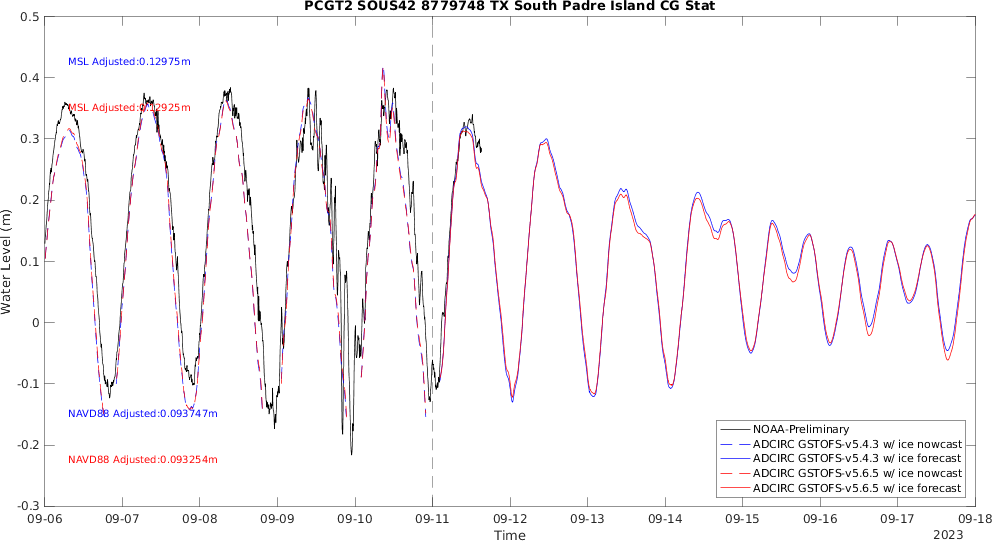 PCGT2 SOUS42 8779748 TX South Padre Island CG Stat
0.5
0.4
0.3
0.2
0.1
0
-0.1
-0.2
-0.3
Water Level (m)
MSL Adjusted:0.12975m
MSL Adjusted:0.12925m
NAVD88 Adjusted:0.093747m
NAVD88 Adjusted:0.093254m
NOAA-Preliminary
ADCIRC GSTOFS-v5.4.3 w/ ice nowcast
ADCIRC GSTOFS-v5.4.3 w/ ice forecast
ADCIRC GSTOFS-v5.6.5 w/ ice nowcast
ADCIRC GSTOFS-v5.6.5 w/ ice forecast
09-06 09-07 09-08 09-09 09-10 09-11 09-12 09-13 09-14 09-15 09-16 09-17 09-18
Time
2023